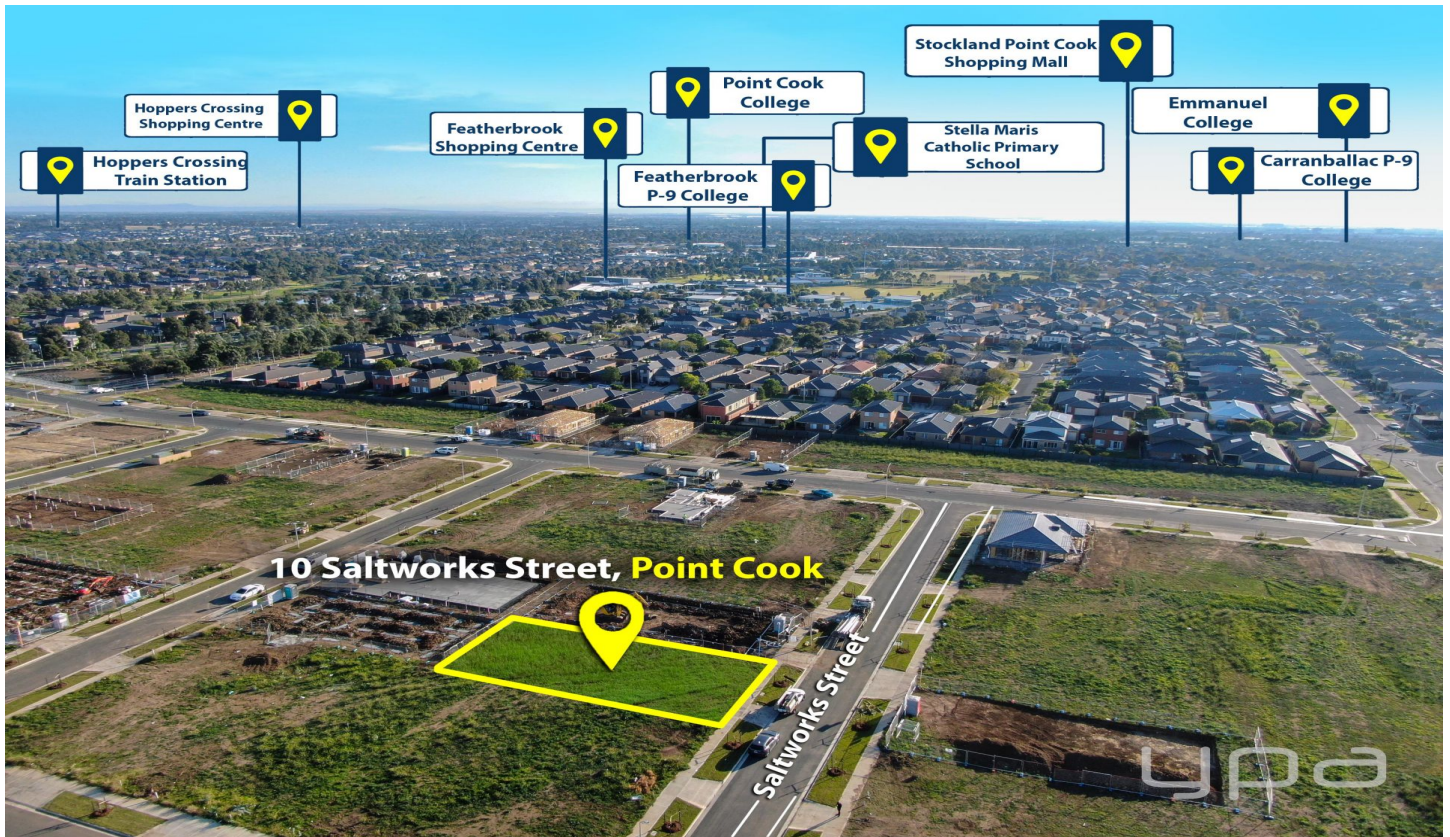 Stockland Point Cook
Shopping Mall
Point Cook
College
Hoppers Crossing
Shopping Centre
Emmanuel
College
Featherbrook
Shopping Centre
Stella Maris
Catholic Primary
School
Hoppers Crossing
Train Station
Featherbrook
P-9 College
Carranballac P-9
College
10 Saltworks Street, Point Cook
Saltworks Street
ypa